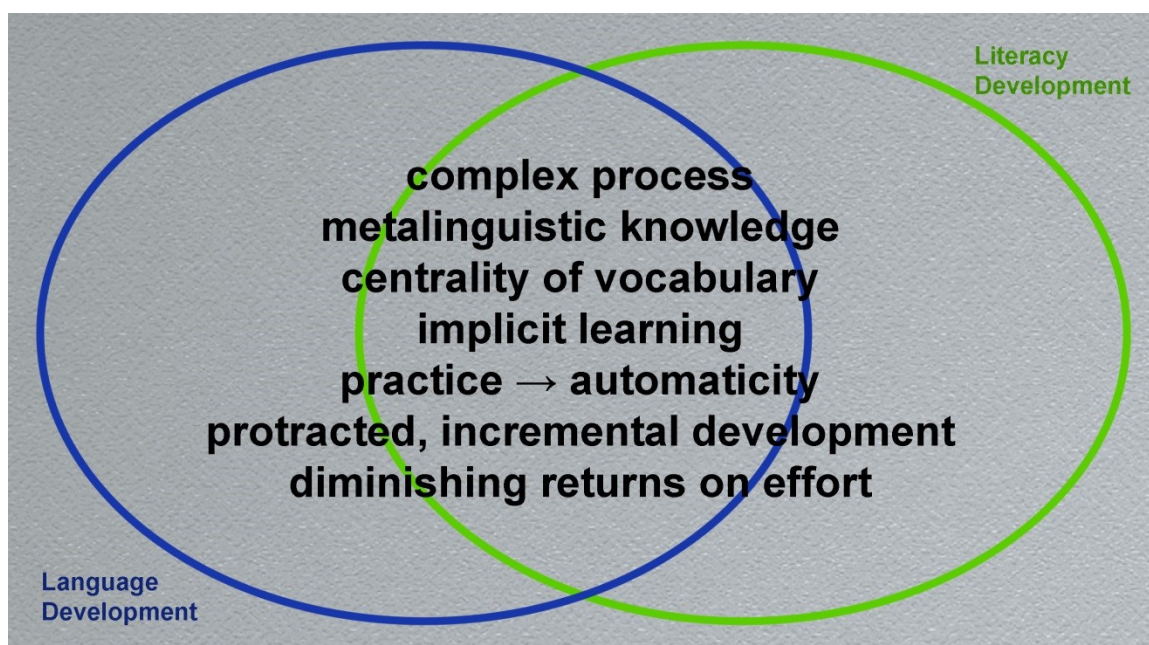 Literacy
Development
complex process
metalinguistic knowledge
centrality of vocabulary
implicit learning
practice → automaticity
protracted, incremental development
diminishing returns on effort
Language
Development